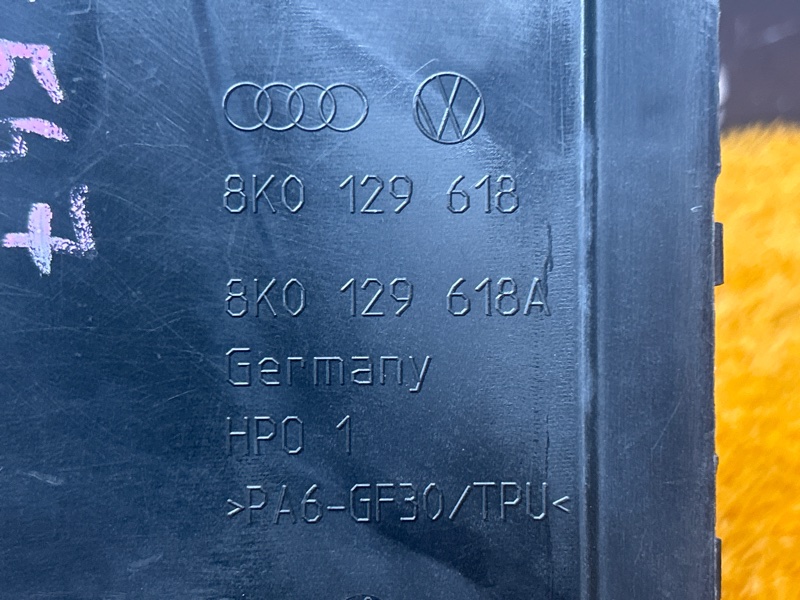 8K0 129 618
8K0 129 618A
Germany
HPO 1
>PA6-GF30/TPU<